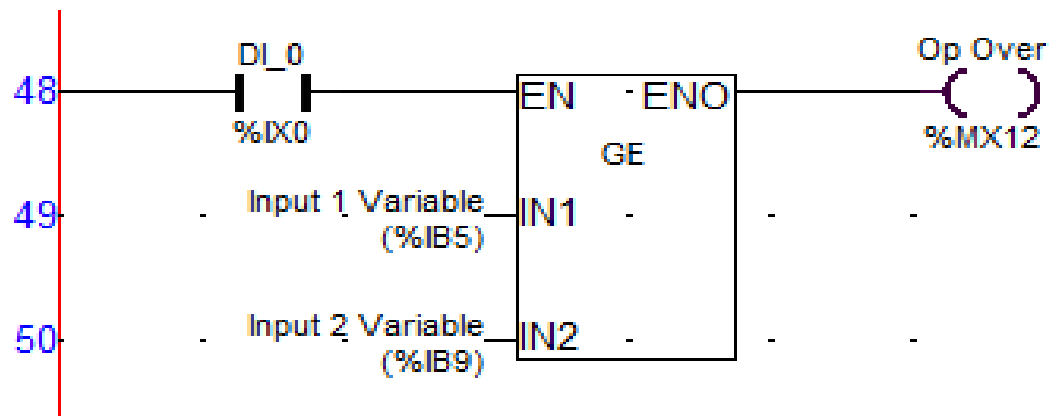 DI_0
Op Over
48
EN
ENO
%IX0
%MX12
GE
49
Input 1 Variable
(%IB5)
IN1
50
Input 2 Variable
(%IB9)
IN2